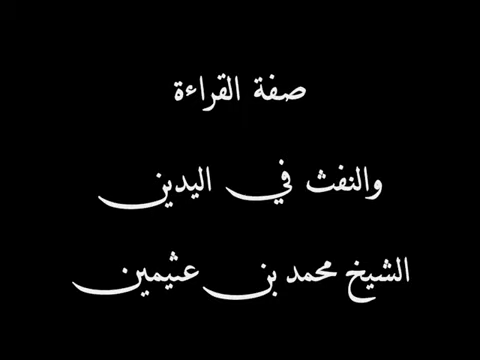 صفة القراءة
والنفث في اليدين
الشيخ محمد بن عثيمين